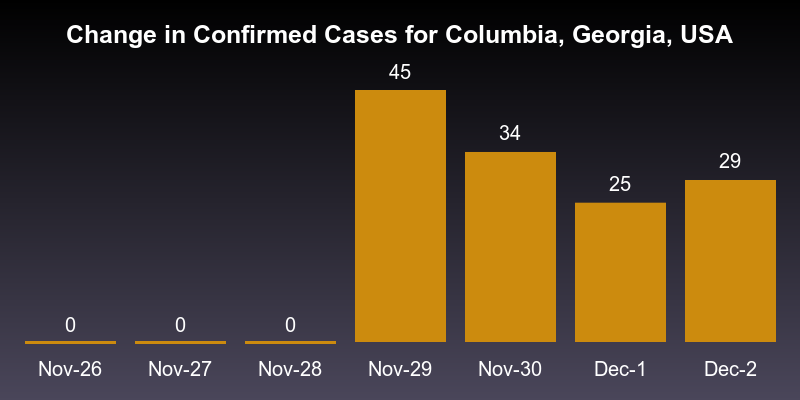 Change in Confirmed Cases for Columbia, Georgia, USA
45
34
29
25
0 0 0
Nov-26 Nov-27 Nov-28 Nov-29 Nov-30 Dec-1 Dec-2